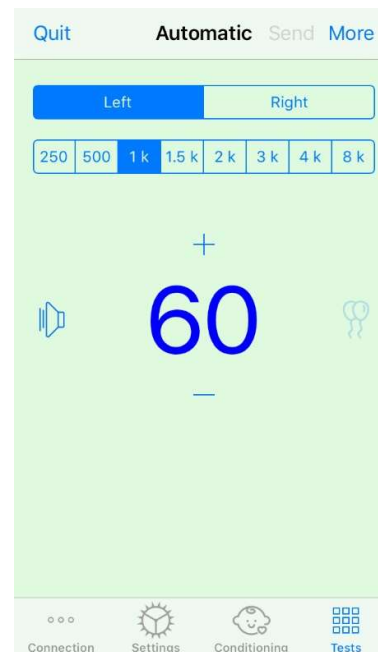 Quit Automatic Send More
Left Right
250 500 1 k 1.5 k 2 k 3 k 4 k 8 k
+
60
−
Connection Settings Conditioning Tests